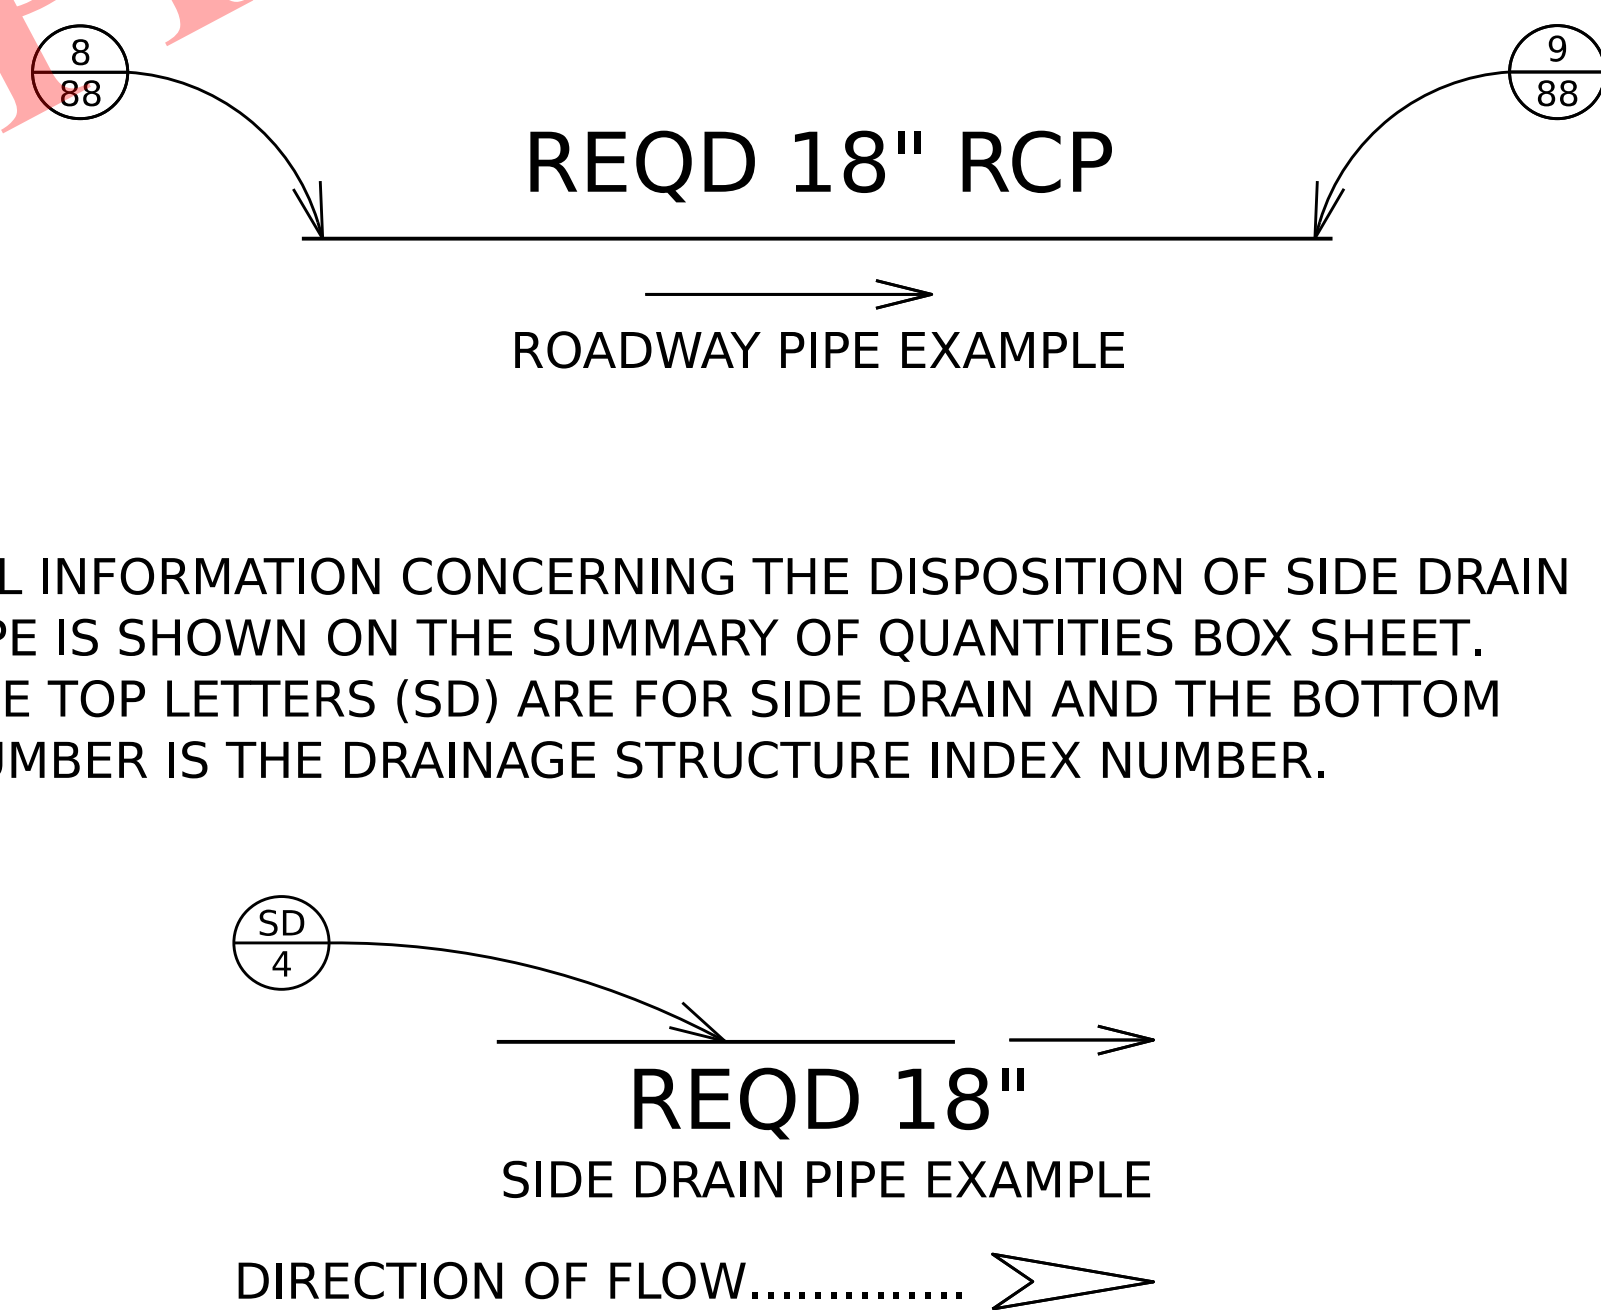 8
88
9
88
REQD 18" RCP
ROADWAY PIPE EXAMPLE
L INFORMATION CONCERNING THE DISPOSITION OF SIDE DRAIN
PE IS SHOWN ON THE SUMMARY OF QUANTITIES BOX SHEET.
E TOP LETTERS (SD) ARE FOR SIDE DRAIN AND THE BOTTOM
UMBER IS THE DRAINAGE STRUCTURE INDEX NUMBER.
SD
4
REQD 18"
SIDE DRAIN PIPE EXAMPLE
DIRECTION OF FLOW..............